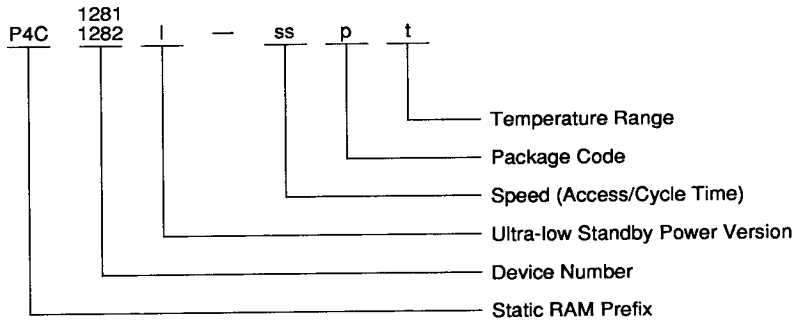 1281
P4C 1282 l — ss p t
Temperature Range
Package Code
Speed (Access/Cycle Time)
Ultra-low Standby Power Version
Device Number
Static RAM Prefix